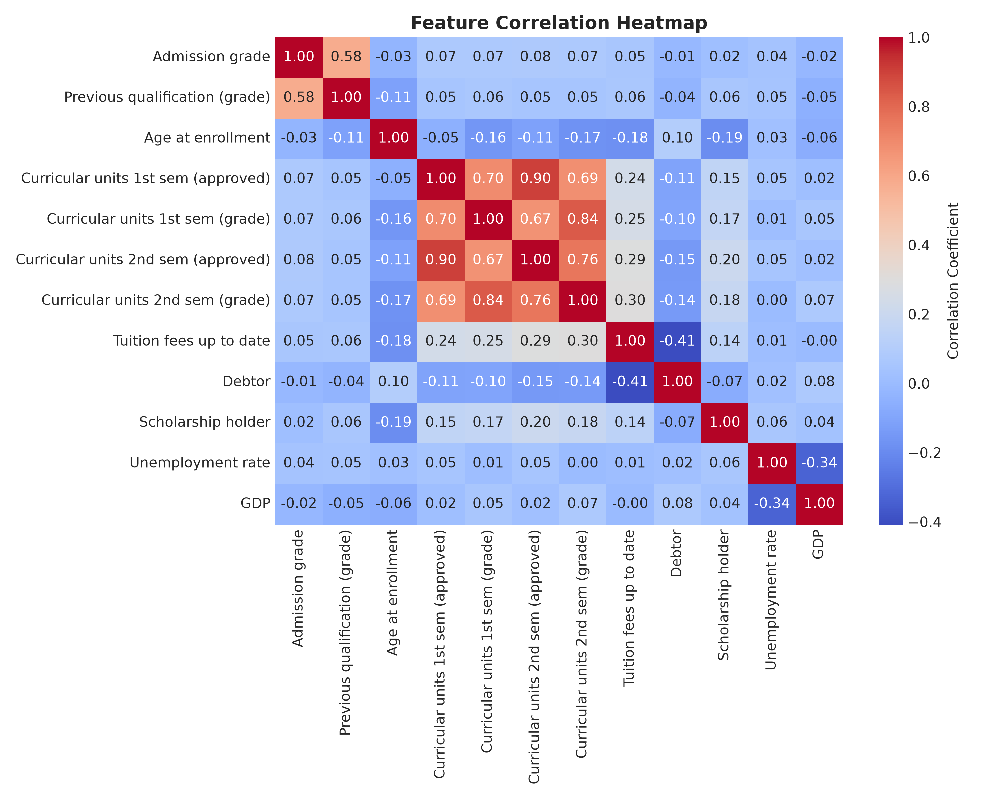 Feature Correlation Heatmap
Admission grade 1.00 0.58 -0.03 0.07 0.07 0.08 0.07 0.05 -0.01 0.02 0.04 -0.02
Previous qualification (grade) 0.58 1.00 -0.11 0.05 0.06 0.05 0.05 0.06 -0.04 0.06 0.05 -0.05
Age at enrollment -0.03 -0.11 1.00 -0.05 -0.16 -0.11 -0.17 -0.18 0.10 -0.19 0.03 -0.06
Curricular units 1st sem (approved) 0.07 0.05 -0.05 1.00 0.70 0.90 0.69 0.24 -0.11 0.15 0.05 0.02
Curricular units 1st sem (grade) 0.07 0.06 -0.16 0.70 1.00 0.67 0.84 0.25 -0.10 0.17 0.01 0.05
Curricular units 2nd sem (approved) 0.08 0.05 -0.11 0.90 0.67 1.00 0.76 0.29 -0.15 0.20 0.05 0.02
Curricular units 2nd sem (grade) 0.07 0.05 -0.17 0.69 0.84 0.76 1.00 0.30 -0.14 0.18 0.00 0.07
Tuition fees up to date 0.05 0.06 -0.18 0.24 0.25 0.29 0.30 1.00 -0.41 0.14 0.01 -0.00
Debtor -0.01 -0.04 0.10 -0.11 -0.10 -0.15 -0.14 -0.41 1.00 -0.07 0.02 0.08
Scholarship holder 0.02 0.06 -0.19 0.15 0.17 0.20 0.18 0.14 -0.07 1.00 0.06 0.04
Unemployment rate 0.04 0.05 0.03 0.05 0.01 0.05 0.00 0.01 0.02 0.06 1.00 -0.34
GDP -0.02 -0.05 -0.06 0.02 0.05 0.02 0.07 -0.00 0.08 0.04 -0.34 1.00
Admission grade
Previous qualification (grade)
Age at enrollment
Curricular units 1st sem (approved)
Curricular units 1st sem (grade)
Curricular units 2nd sem (approved)
Curricular units 2nd sem (grade)
Tuition fees up to date
Debtor
Scholarship holder
Unemployment rate
GDP
1.0
0.8
0.6
0.4
0.2
0.0
−0.2
−0.4
Correlation Coefficient